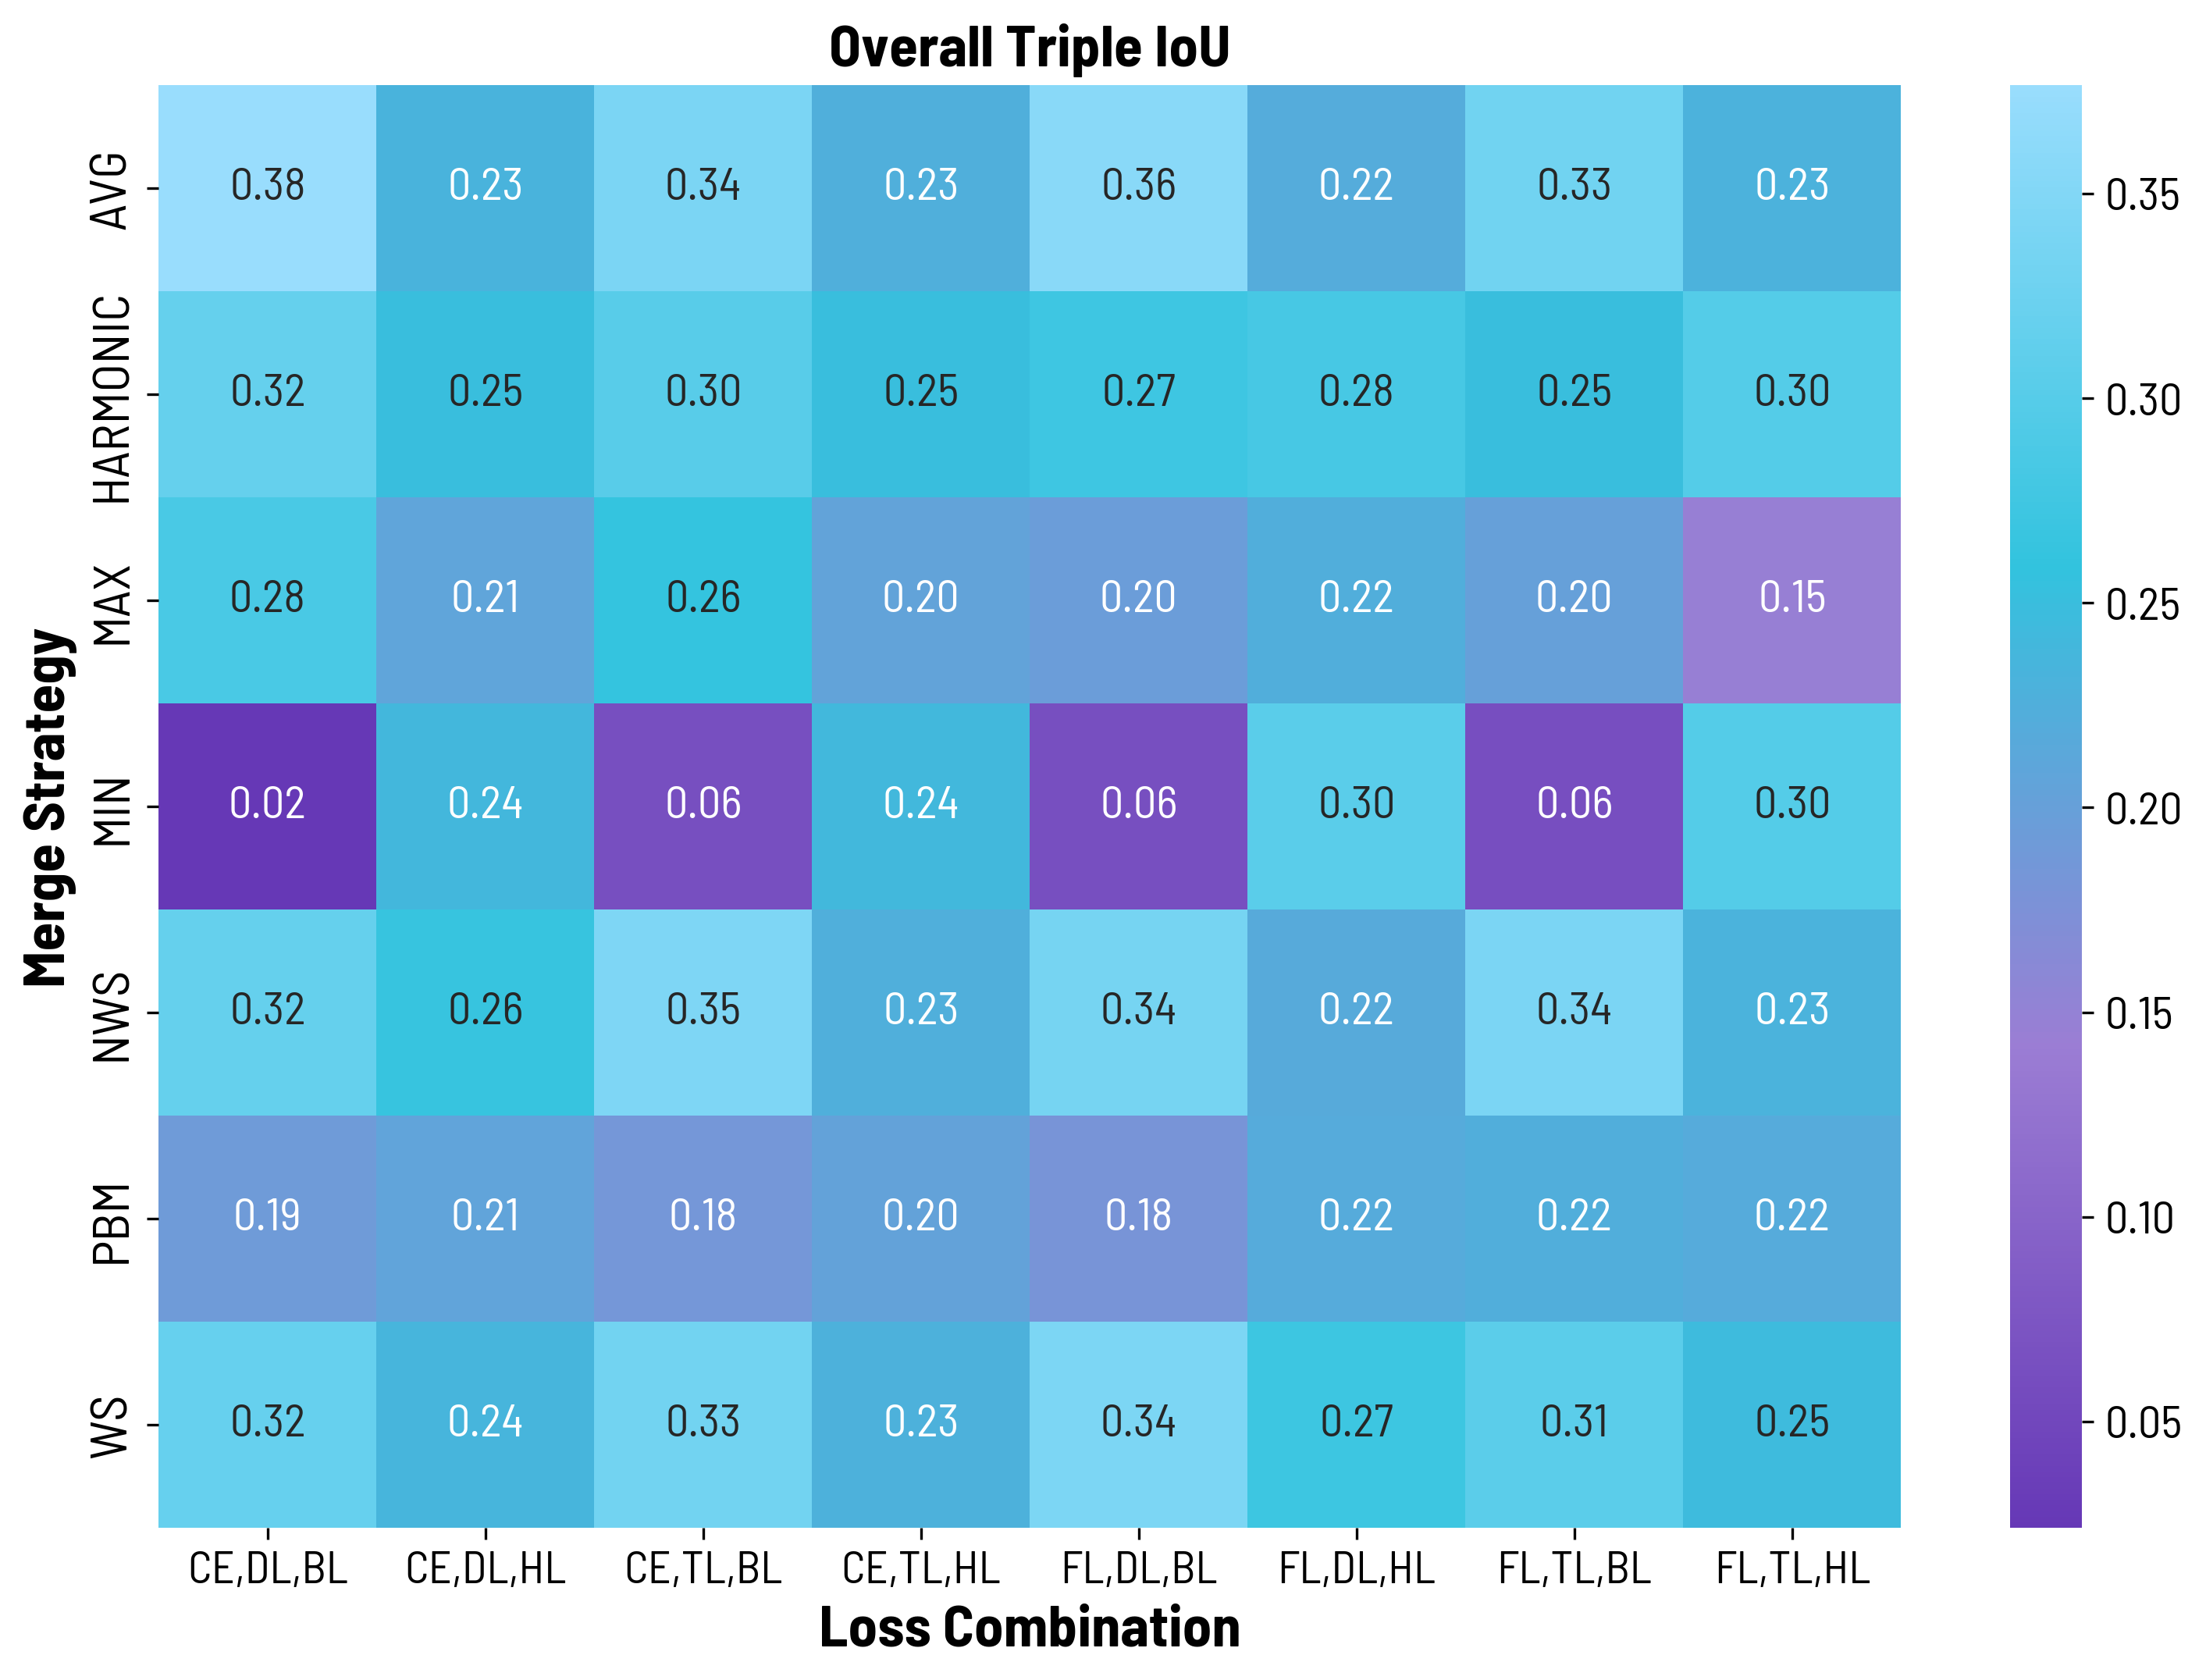 Overall Triple IoU
Merge Strategy
AVG 0.38 0.23 0.34 0.23 0.36 0.22 0.33 0.23
HARMONIC 0.32 0.25 0.30 0.25 0.27 0.28 0.25 0.30
MAX 0.28 0.21 0.26 0.20 0.20 0.22 0.20 0.15
MIN 0.02 0.24 0.06 0.24 0.06 0.30 0.06 0.30
NWS 0.32 0.26 0.35 0.23 0.34 0.22 0.34 0.23
PBM 0.19 0.21 0.18 0.20 0.18 0.22 0.22 0.22
WS 0.32 0.24 0.33 0.23 0.34 0.27 0.31 0.25
CE,DL,BL CE,DL,HL CE,TL,BL CE,TL,HL FL,DL,BL FL,DL,HL FL,TL,BL FL,TL,HL
Loss Combination
0.35
0.30
0.25
0.20
0.15
0.10
0.05